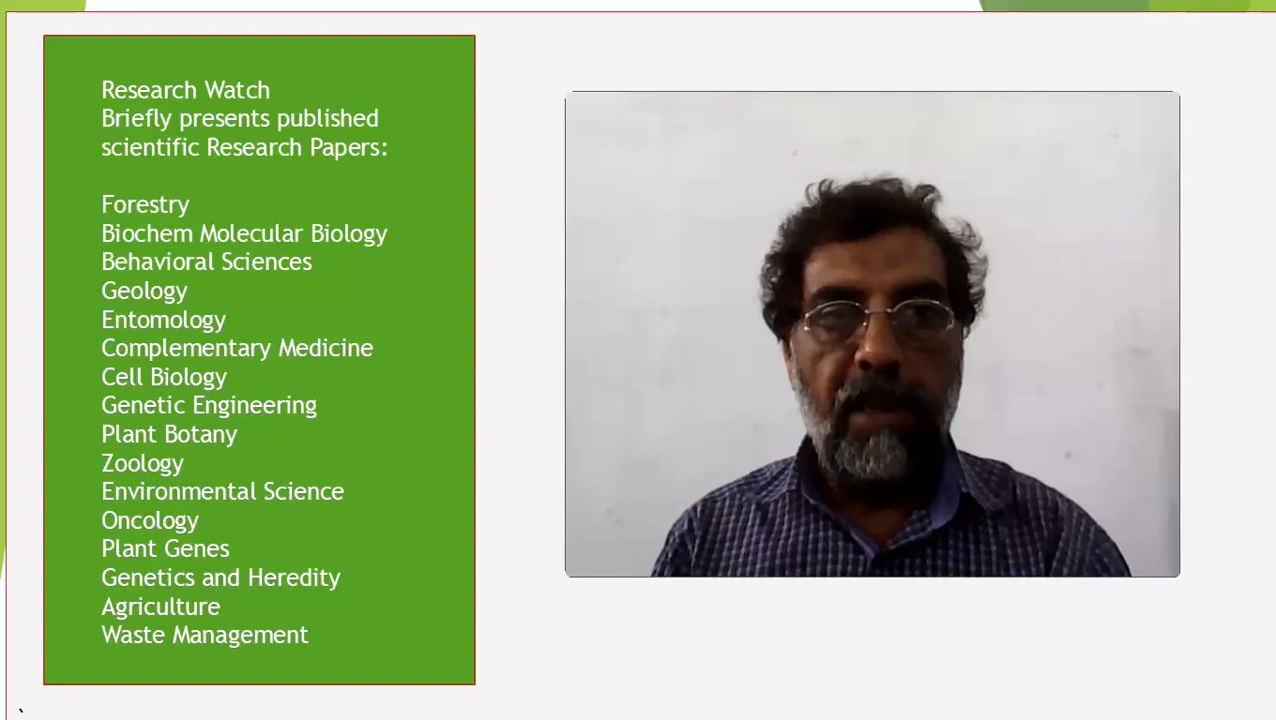 Research Watch
Briefly presents published
scientific Research Papers:
Forestry
Biochem Molecular Biology
Behavioral Sciences
Geology
Entomology
Complementary Medicine
Cell Biology
Genetic Engineering
Plant Botany
Zoology
Environmental Science
Oncology
Plant Genes
Genetics and Heredity
Agriculture
Waste Management
`